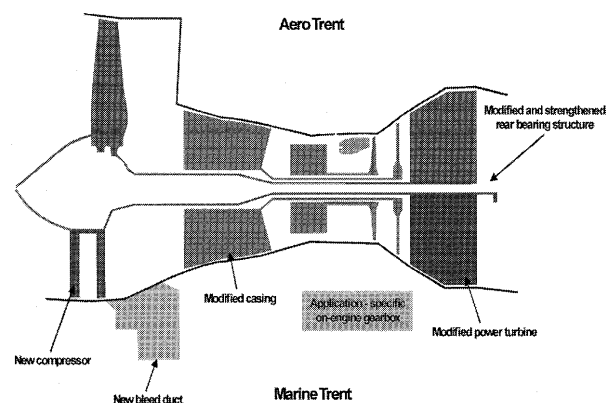 Aero Trent
Modified and strengthened
rear bearing structure
Modified casing
Application - specific
on-engine gearbox
Modified power turbine
New compressor
New bleed duct
Marine Trent